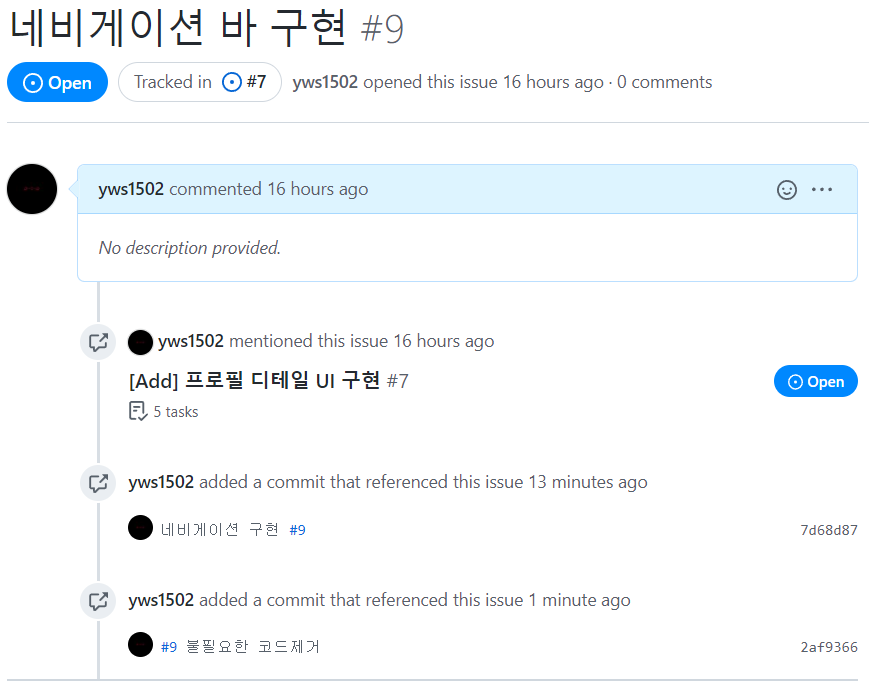 네비게이션 바 구현 #9
Open Tracked in #7 yws1502 opened this issue 16 hours ago · 0 comments
yws1502 commented 16 hours ago
No description provided.
yws1502 mentioned this issue 16 hours ago
[Add] 프로필 디테일 UI 구현 #7 Open
5 tasks
yws1502 added a commit that referenced this issue 13 minutes ago
네비게이션 구현 #9 7d68d87
yws1502 added a commit that referenced this issue 1 minute ago
#9 불필요한 코드제거 2af9366